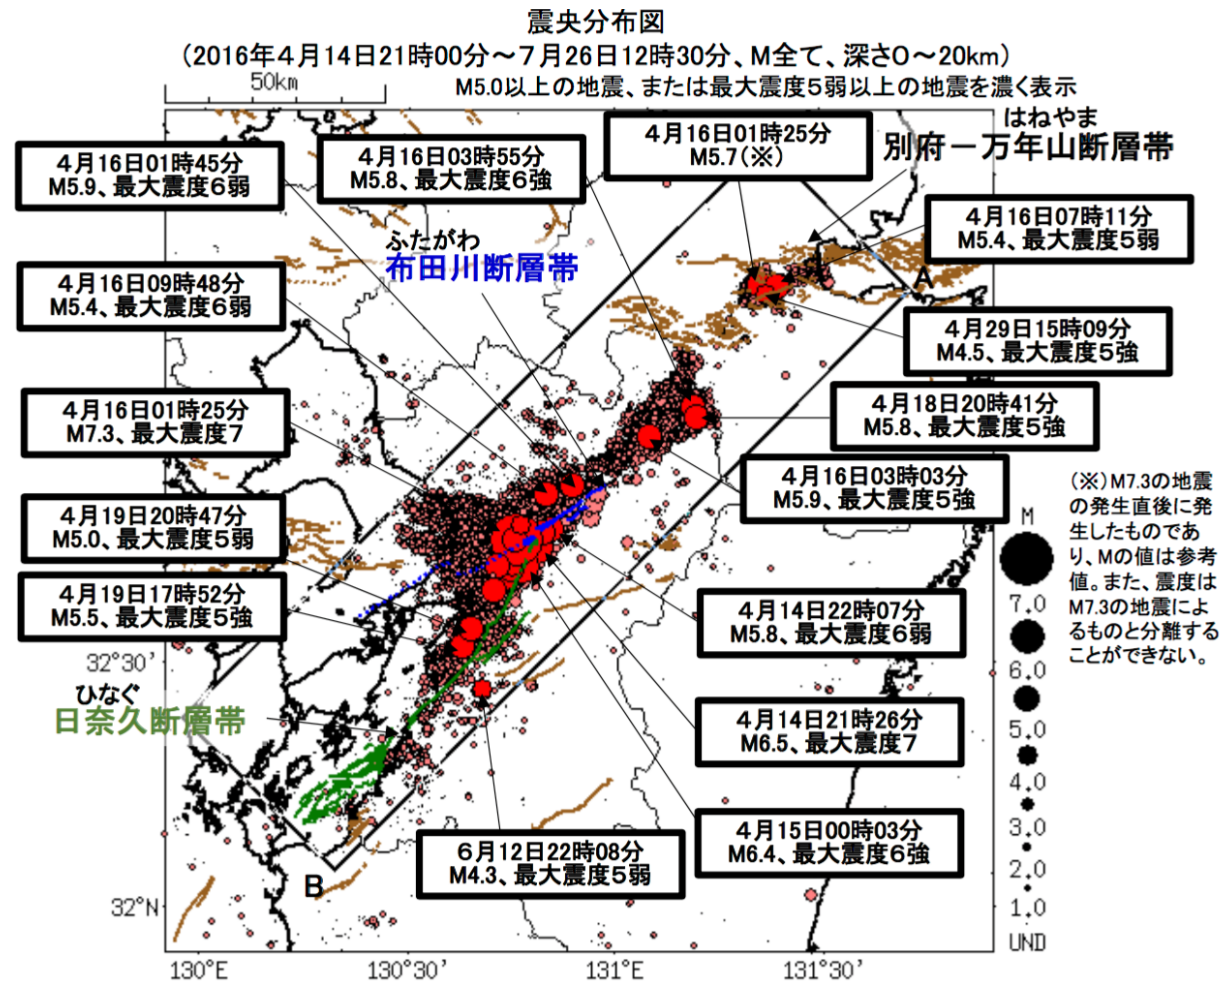 震央分布図
（2016年４月14日21時00分～７月26日12時30分、M全て、深さ0～20km）
50km
M5.0以上の地震、または最大震度５弱以上の地震を濃く表示
はねやま
別府－万年山断層帯
４月16日01時25分
M5.7（※）
４月16日03時55分
M5.8、最大震度６強
４月16日01時45分
M5.9、最大震度６弱
４月16日07時11分
M5.4、最大震度５弱
ふたがわ
布田川断層帯
４月16日09時48分
M5.4、最大震度６弱
A
４月29日15時09分
M4.5、最大震度５強
４月16日01時25分
M7.3、最大震度７
４月18日20時41分
M5.8、最大震度５強
４月16日03時03分
M5.9、最大震度５強
（※）M7.3の地震
の発生直後に発
生したものであ
り、Mの値は参考
値。また、震度は
M7.3の地震によ
るものと分離する
ことができない。
４月19日20時47分
M5.0、最大震度５弱
４月19日17時52分
M5.5、最大震度５強
４月14日22時07分
M5.8、最大震度６弱
32°30'
ひなぐ
日奈久断層帯
４月14日21時26分
M6.5、最大震度７
４月15日00時03分
M6.4、最大震度６強
６月12日22時08分
M4.3、最大震度５弱
B
32°N
M
7.0
6.0
5.0
4.0
3.0
2.0
1.0
UND
130°E
130°30'
131°E
131°30'